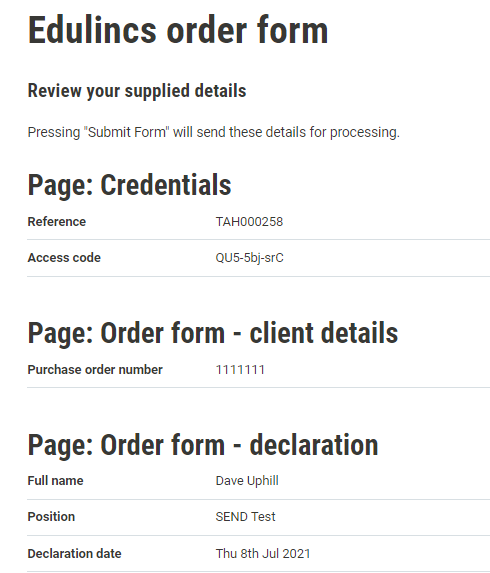 Edulincs order form
Review your supplied details
Pressing "Submit Form" will send these details for processing.
Page: Credentials
Reference TAH000258
Access code QU5-5bj-srC
Page: Order form - client details
Purchase order number 1111111
Page: Order form - declaration
Full name Dave Uphill
Position SEND Test
Declaration date Thu 8th Jul 2021